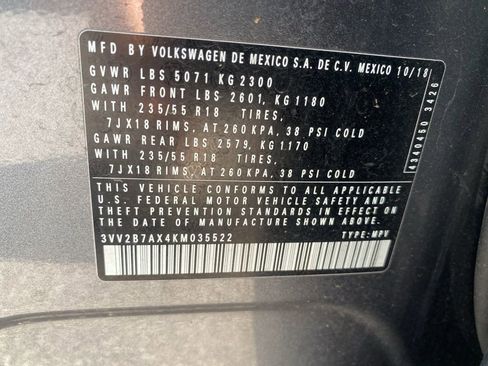 MFD BY VOLKSWAGEN DE MEXICO S.A. DE C.V. MEXICO 10/18
GVWR LBS 5071 KG 2300
GAWR FRONT LBS 2601, KG 1180
WITH 235/55 R18 TIRES,
7JX18 RIMS, AT 260 KPA, 38 PSI COLD
GAWR REAR LBS 2579, KG 1170
WITH 235/55 R18 TIRES,
7JX18 RIMS, AT 260 KPA, 38 PSI COLD
THIS VEHICLE CONFORMS TO ALL APPLICABLE
U.S. FEDERAL MOTOR VEHICLE SAFETY AND
THEFT PREVENTION STANDARDS IN EFFECT ON
THE DATE OF MANUFACTURE SHOWN ABOVE
3VV2B7AX4KM035522 TYPE: MPV
4340450 3426